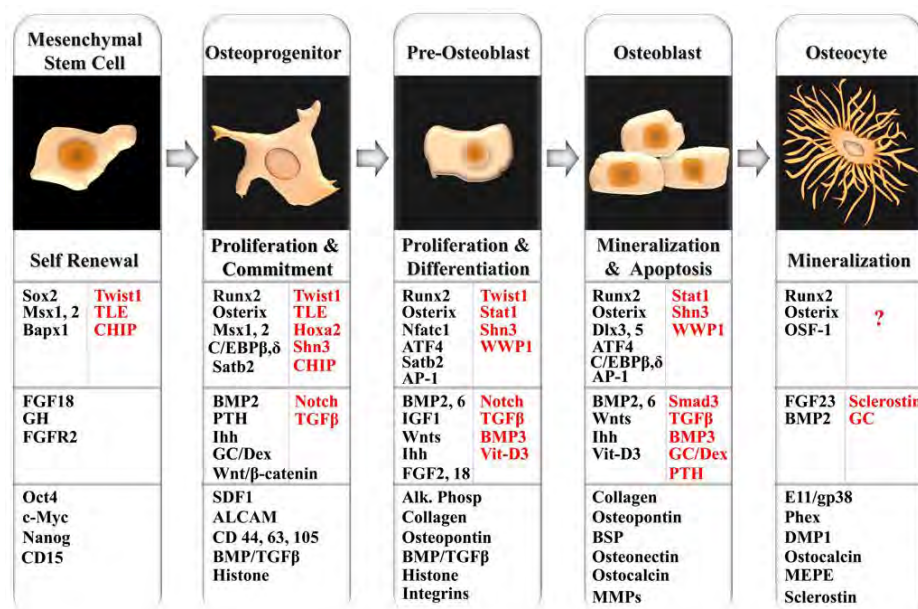 Mesenchymal
Stem Cell
Self Renewal
Sox2 Twist1
Msx1, 2 TLE
Bapx1 CHIP
FGF18
GH
FGFR2
Oct4
c-Myc
Nanog
CD15
Osteoprogenitor
Proliferation &
Commitment
Runx2 Twist1
Osterix TLE
Msx1, 2 Hoxa2
C/EBPβ,δ Shn3
Satb2 CHIP
BMP2 Notch
PTH TGFβ
Ihh
GC/Dex
Wnt/β-catenin
SDF1
ALCAM
CD 44, 63, 105
BMP/TGFβ
Histone
Pre-Osteoblast
Proliferation &
Differentiation
Runx2 Twist1
Osterix Stat1
Nfatc1 Shn3
ATF4 WWP1
Satb2
AP-1
BMP2, 6 Notch
IGF1 TGFβ
Wnts BMP3
Ihh Vit-D3
FGF2, 18
Alk. Phosp
Collagen
Osteopontin
BMP/TGFβ
Histone
Integrins
Osteoblast
Mineralization
& Apoptosis
Runx2 Stat1
Osterix Shn3
Dlx3, 5 WWP1
ATF4
C/EBPβ,δ
AP-1
BMP2, 6 Smad3
Wnts TGFβ
Ihh BMP3
Vit-D3 GC/Dex
PTH
Collagen
Osteopontin
BSP
Osteonectin
Ostocalcin
MMPs
Osteocyte
Mineralization
Runx2
Osterix ?
OSF-1
FGF23 Sclerostin
BMP2 GC
E11/gp38
Phex
DMP1
Ostocalcin
MEPE
Sclerostin